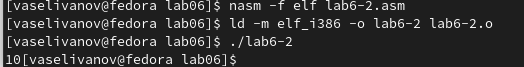 [vaselivanov@fedora lab06]$ nasm -f elf lab6-2.asm
[vaselivanov@fedora lab06]$ ld -m elf_i386 -o lab6-2 lab6-2.o
[vaselivanov@fedora lab06]$ ./lab6-2
10[vaselivanov@fedora lab06]$